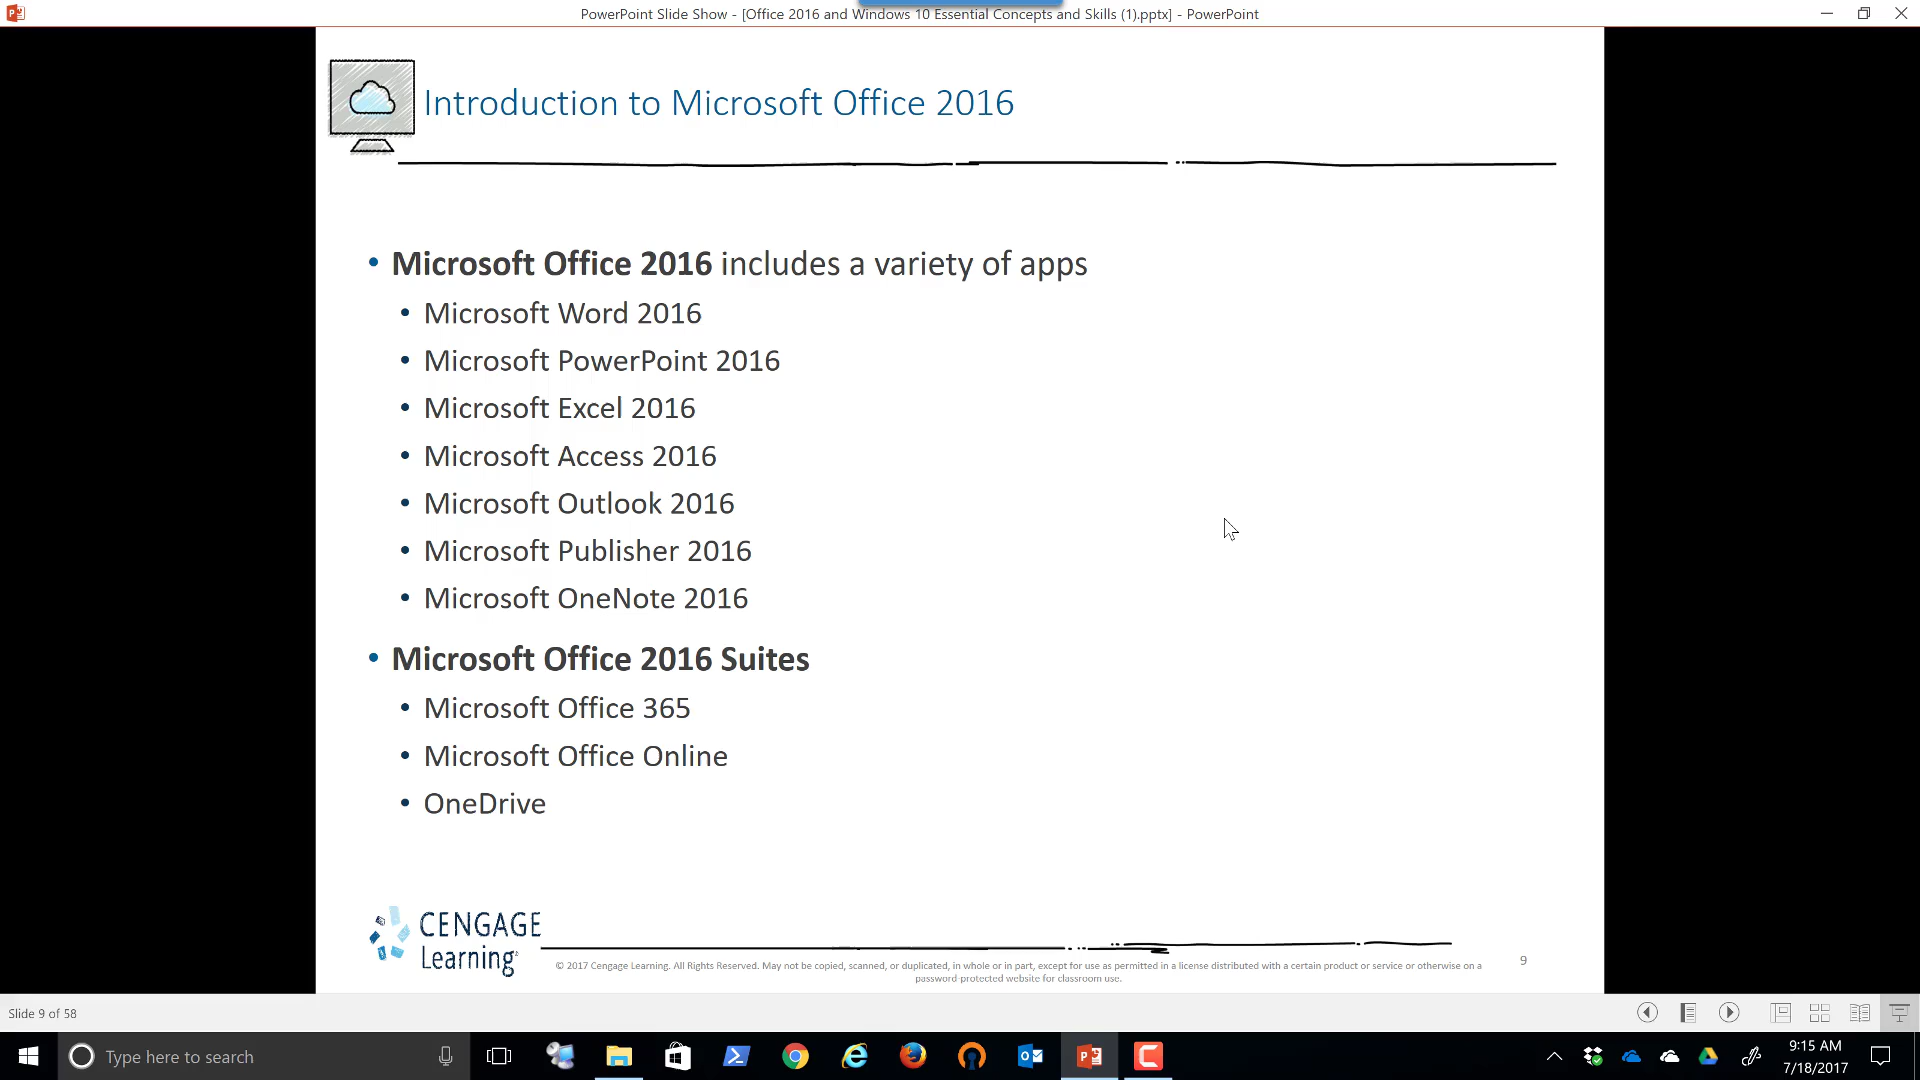 PowerPoint Slide Show - [Office 2016 and Windows 10 Essential Concepts and Skills (1).pptx] - PowerPoint
Introduction to Microsoft Office 2016
• Microsoft Office 2016 includes a variety of apps
• Microsoft Word 2016
• Microsoft PowerPoint 2016
• Microsoft Excel 2016
• Microsoft Access 2016
• Microsoft Outlook 2016
• Microsoft Publisher 2016
• Microsoft OneNote 2016
• Microsoft Office 2016 Suites
• Microsoft Office 365
• Microsoft Office Online
• OneDrive
CENGAGE
Learning
© 2017 Cengage Learning. All Rights Reserved. May not be copied, scanned, or duplicated, in whole or in part, except for use as permitted in a license distributed with a certain product or service or otherwise on a
password-protected website for classroom use.
9
Slide 9 of 58
Type here to search
9:15 AM
7/18/2017